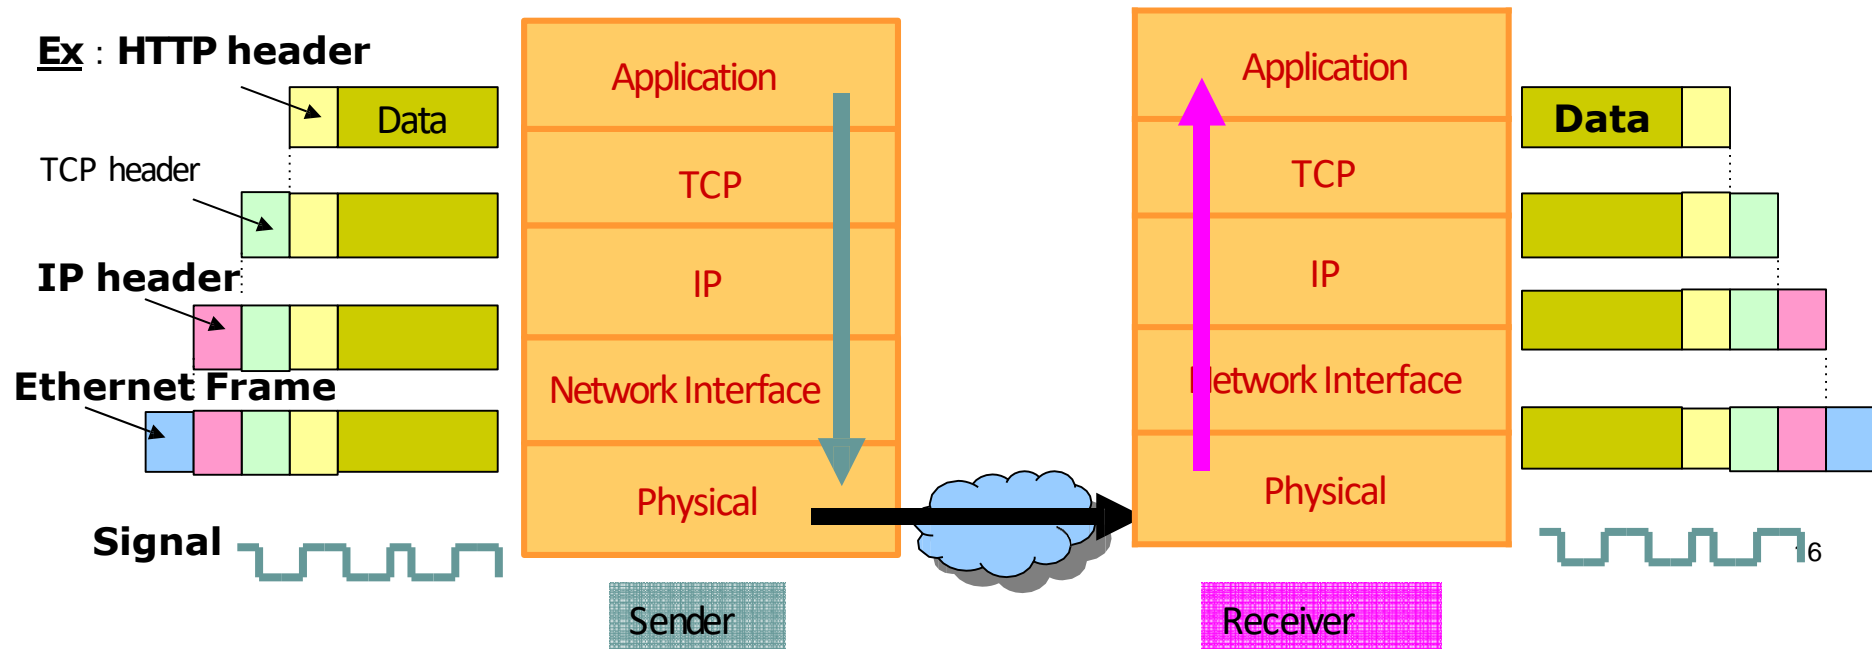 Ex : HTTP header
Data
TCP header
IP header
Ethernet Frame
Signal
Application
TCP
IP
Network Interface
Physical
Sender
Application
TCP
IP
Network Interface
Physical
Receiver
Data
16